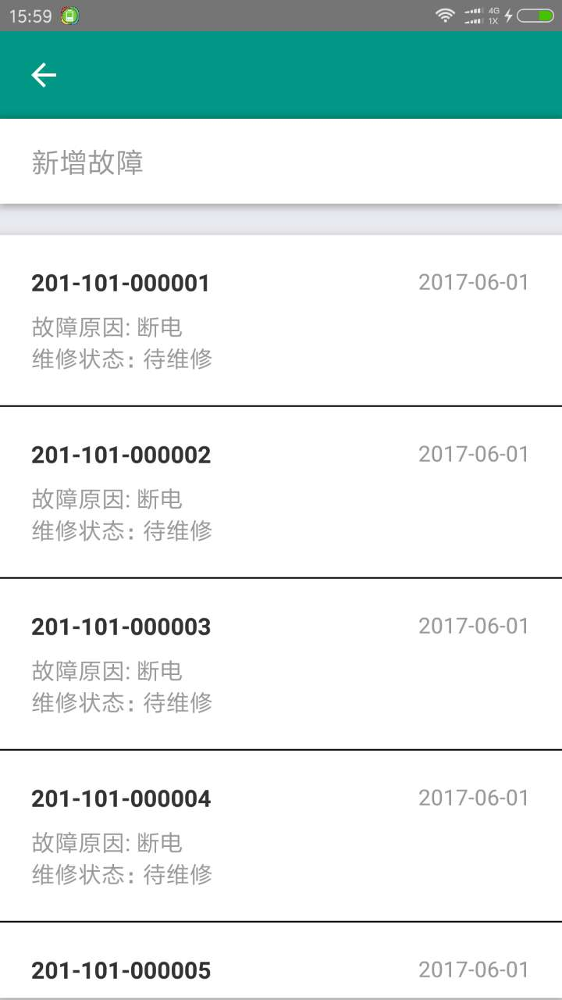 15:59 4G 1X
新增故障
201-101-000001 2017-06-01
故障原因: 断电
维修状态：待维修
201-101-000002 2017-06-01
故障原因: 断电
维修状态：待维修
201-101-000003 2017-06-01
故障原因: 断电
维修状态：待维修
201-101-000004 2017-06-01
故障原因: 断电
维修状态：待维修
201-101-000005 2017-06-01